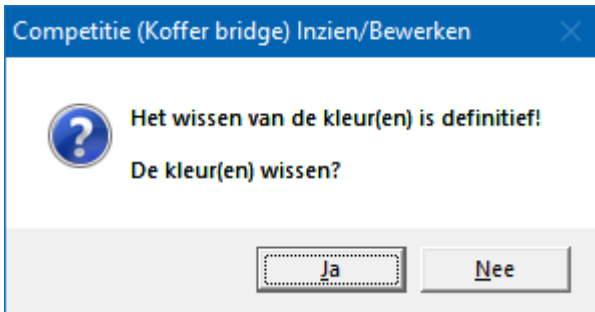 Competitie (Koffer bridge) Inzien/Bewerken
Het wissen van de kleur(en) is definitief!
De kleur(en) wissen?
Ja
Nee